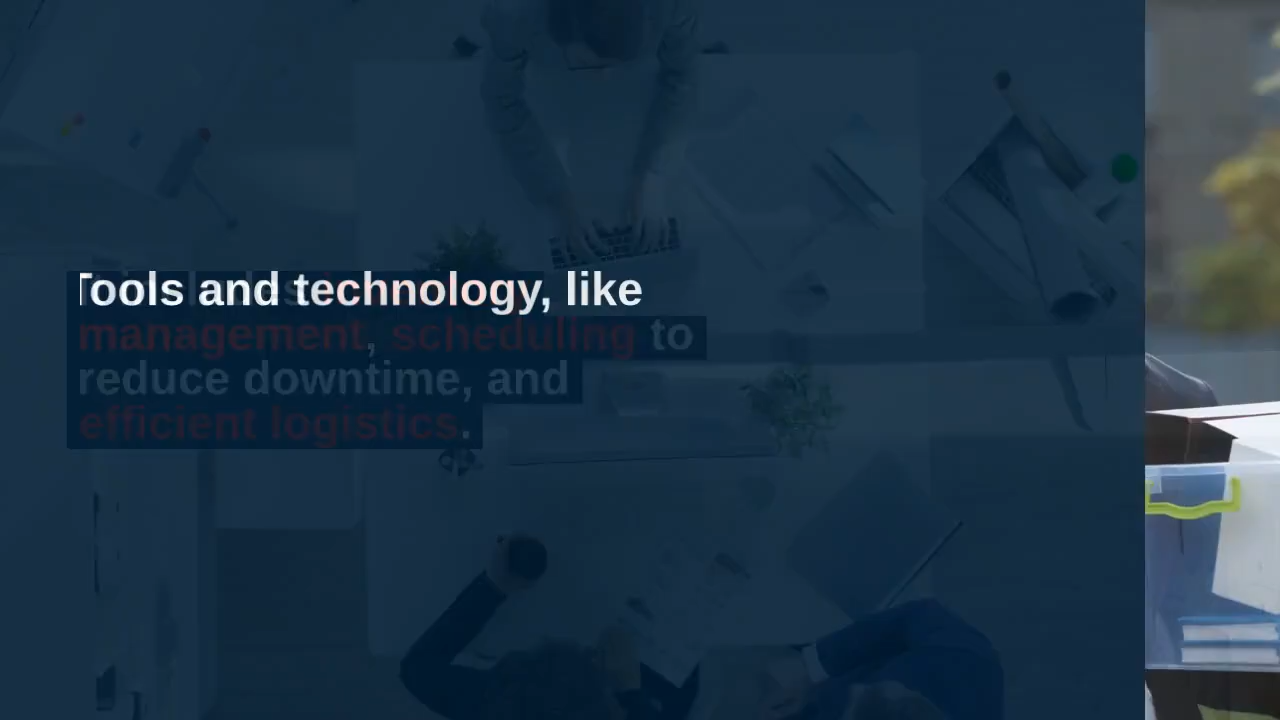 Tools and technology, like
management, scheduling to
reduce downtime, and
efficient logistics.